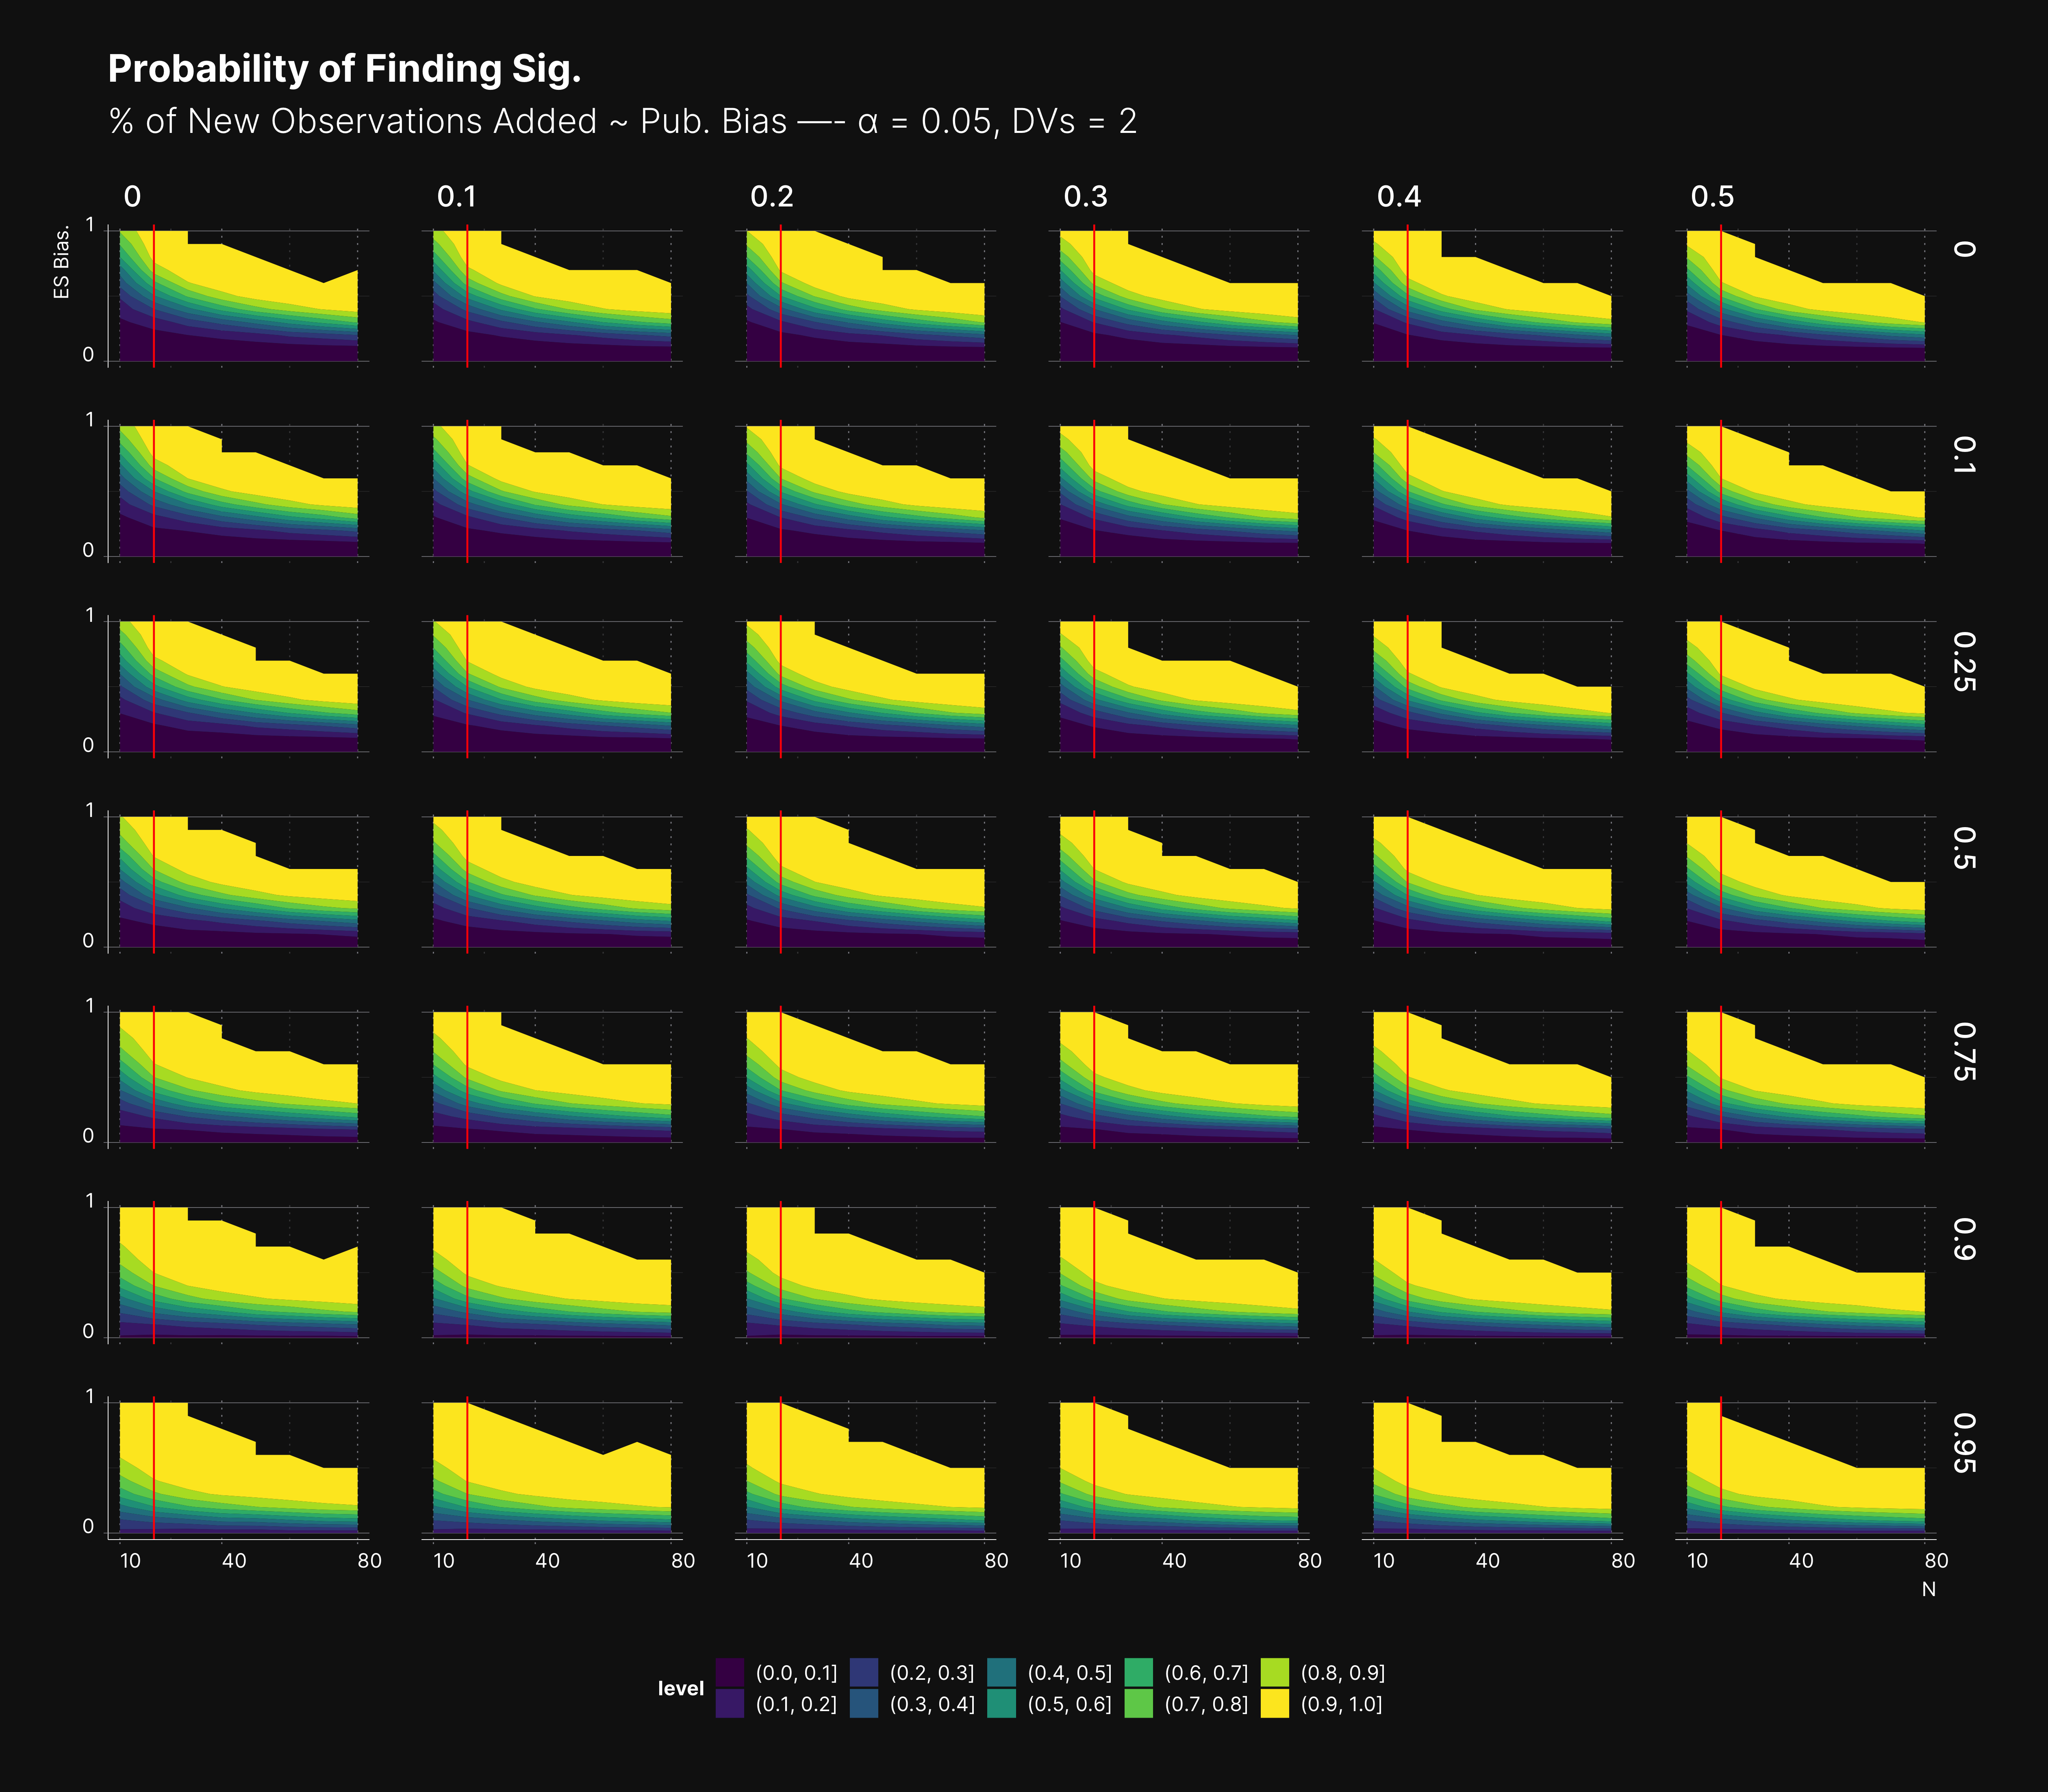 Probability of Finding Sig.
% of New Observations Added ~ Pub. Bias —- α = 0.05, DVs = 2
0 0.1 0.2 0.3 0.4 0.5
ES Bias.
1
0
0
1
0
0.1
1
0
0.25
1
0
0.5
1
0
0.75
1
0
0.9
1
0
0.95
10 40 80 10 40 80 10 40 80 10 40 80 10 40 80 10 40 80
N
level
(0.0, 0.1] (0.2, 0.3] (0.4, 0.5] (0.6, 0.7] (0.8, 0.9]
(0.1, 0.2] (0.3, 0.4] (0.5, 0.6] (0.7, 0.8] (0.9, 1.0]